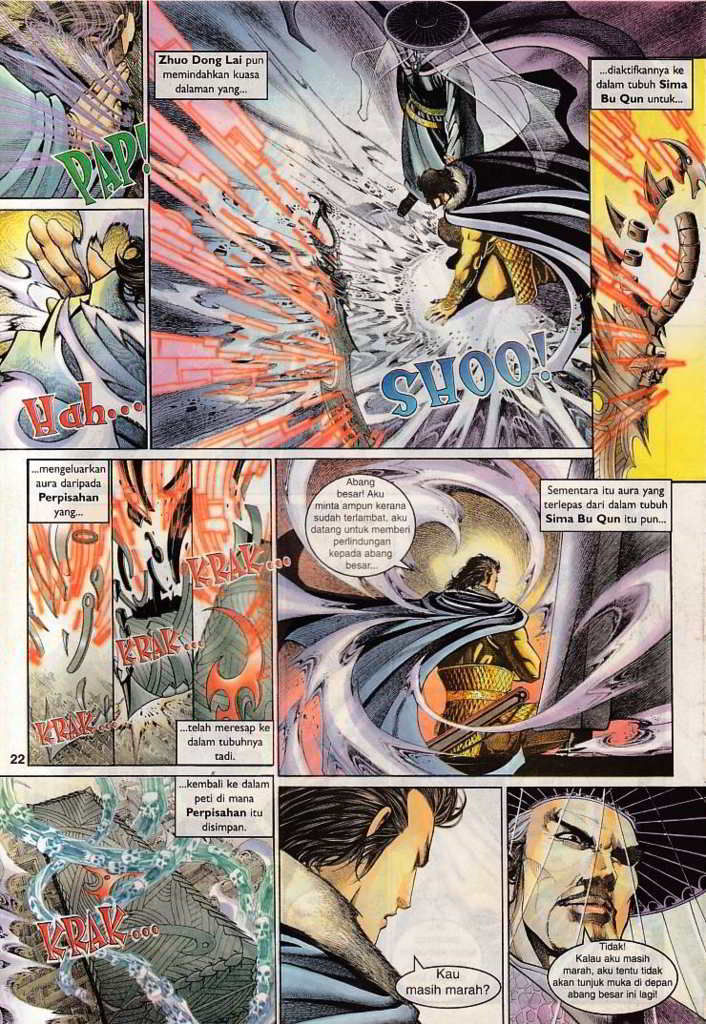 PAP!
Zhuo Dong Lai pun
memindahkan kuasa
dalaman yang...
...diaktifkannya ke
dalam tubuh Sima
Bu Qun untuk...
Hah...
SHOO!
...mengeluarkan
aura daripada
Perpisahan
yang...
KRAK...
KRAK...
KRAK...
...telah meresap ke
dalam tubuhnya
tadi.
Abang
besar! Aku
minta ampun kerana
sudah terlambat, aku
datang untuk memberi
perlindungan
kepada abang
besar...
Sementara itu aura yang
terlepas dari dalam tubuh
Sima Bu Qun itu pun...
22
...kembali ke dalam
peti di mana
Perpisahan itu
disimpan.
KRAK...
Kau
masih marah?
Tidak!
Kalau aku masih
marah, aku tentu tidak
akan tunjuk muka di depan
abang besar ini lagi!